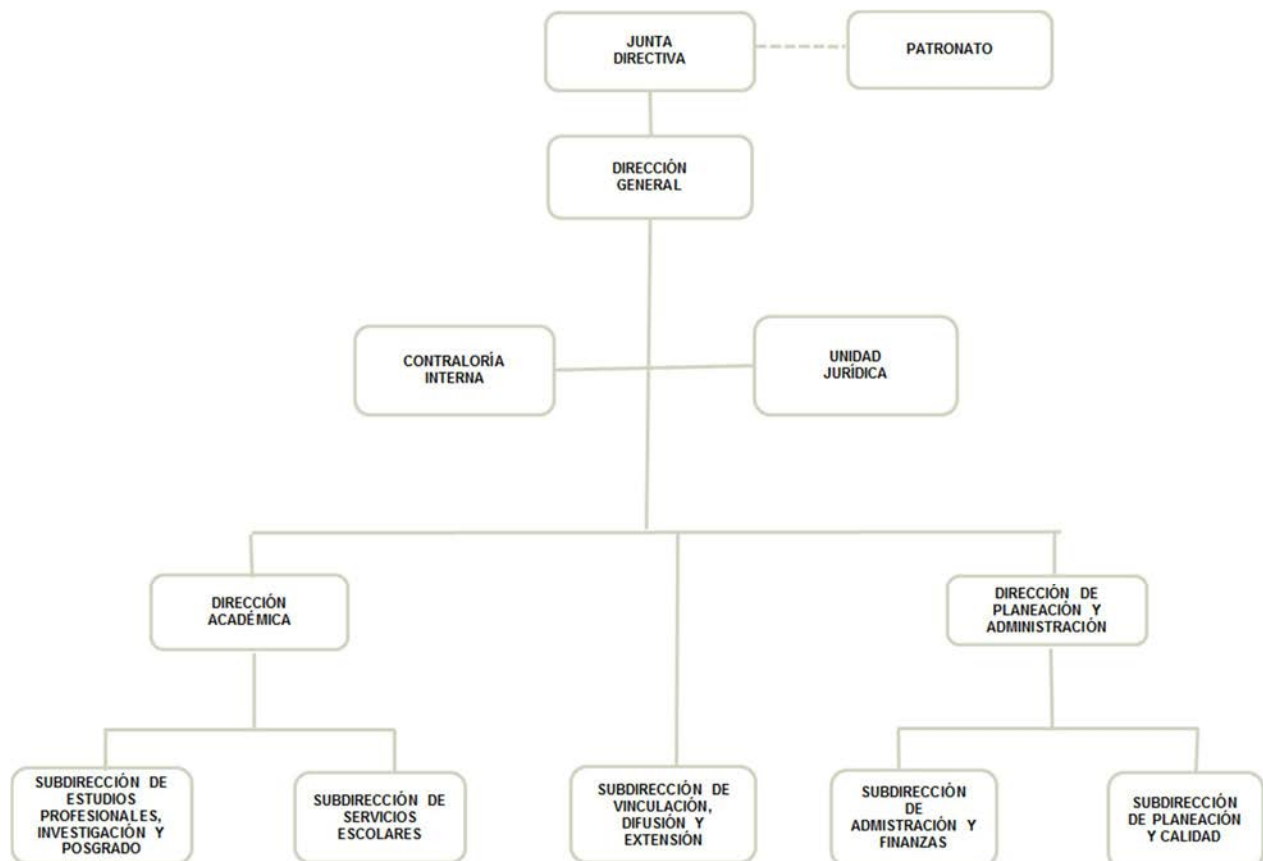 JUNTA
DIRECTIVA
PATRONATO
DIRECCIÓN
GENERAL
CONTRALORÍA
INTERNA
UNIDAD
JURÍDICA
DIRECCIÓN
ACADÉMICA
DIRECCIÓN DE
PLANEACIÓN Y
ADMINISTRACIÓN
SUBDIRECCIÓN DE
ESTUDIOS
PROFESIONALES,
INVESTIGACIÓN Y
POSGRADO
SUBDIRECCIÓN DE
SERVICIOS
ESCOLARES
SUBDIRECCIÓN DE
VINCULACIÓN,
DIFUSIÓN Y
EXTENSIÓN
SUBDIRECCIÓN
DE
ADMISTRACIÓN Y
FINANZAS
SUBDIRECCIÓN
DE PLANEACIÓN
Y CALIDAD